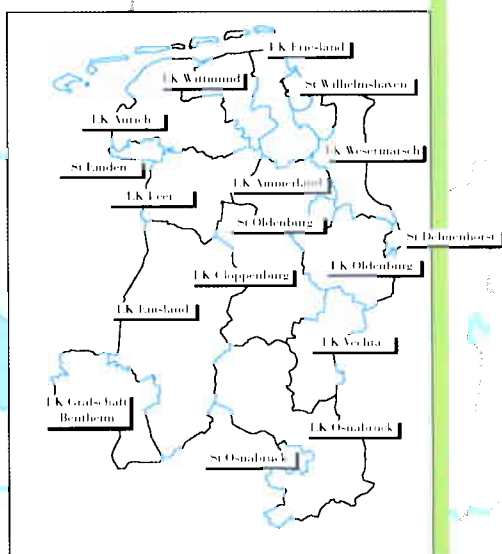 LK Friesland
LK Wittmund
St Wilhelmshaven
LK Aurich
LK Wesermarsch
St Emden
LK Ammerland
LK Leer
St Oldenburg
St Delmenhorst
LK Oldenburg
LK Cloppenburg
LK Emsland
LK Vechta
LK Grafschaft
Bentheim
LK Osnabrück
St Osnabrück